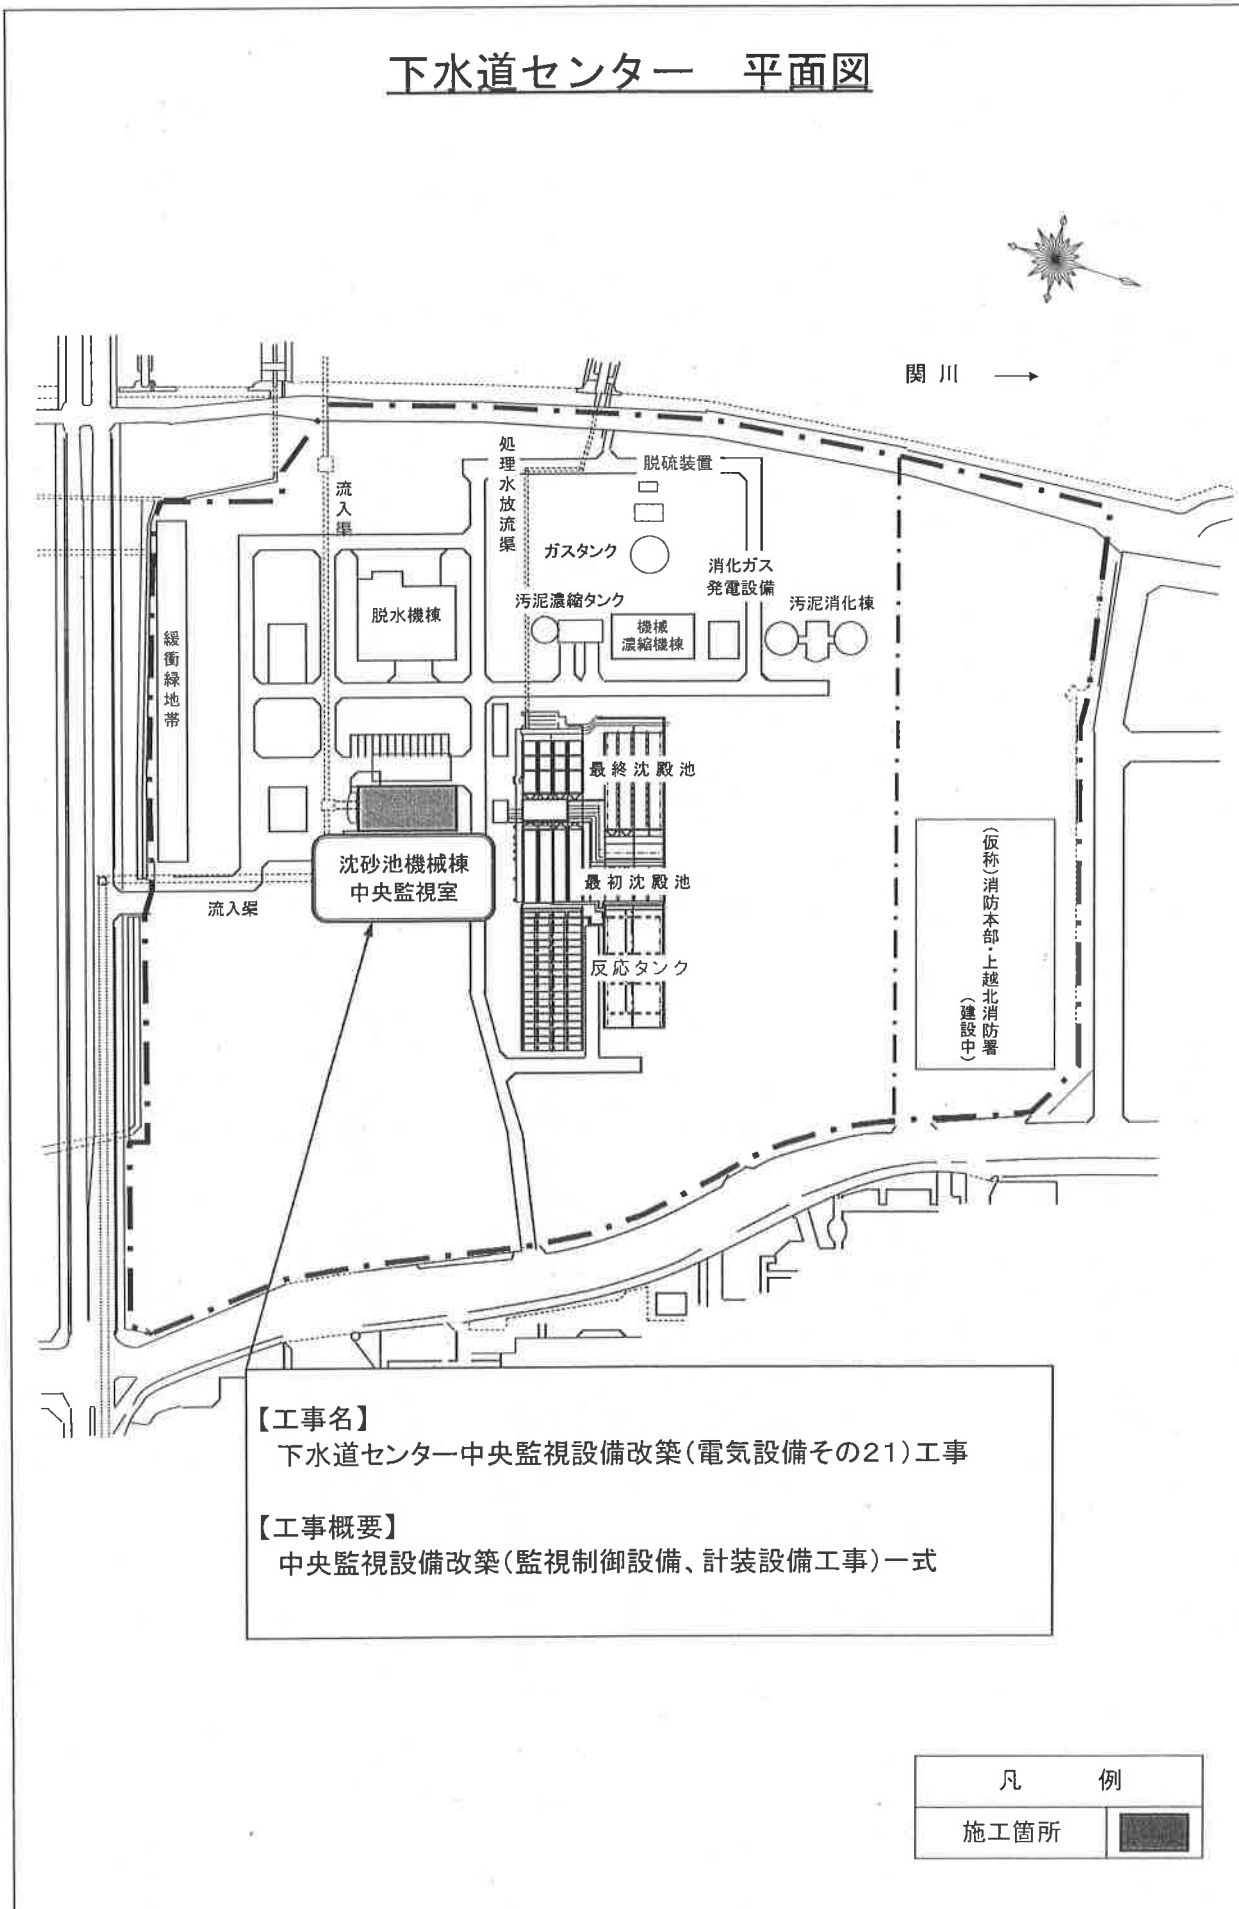 下水道センター 平面図
関川
処理水放流渠
脱硫装置
流入渠
ガスタンク
消化ガス
発電設備
汚泥濃縮タンク
汚泥消化棟
脱水機棟
機械
濃縮機棟
緩衝緑地帯
最終沈殿池
沈砂池機械棟
中央監視室
最初沈殿池
流入渠
反応タンク
(仮称)消防本部・上越北消防署
(建設中)
【工事名】
下水道センター中央監視設備改築(電気設備その21)工事
【工事概要】
中央監視設備改築(監視制御設備、計装設備工事)一式
凡 例
施工箇所